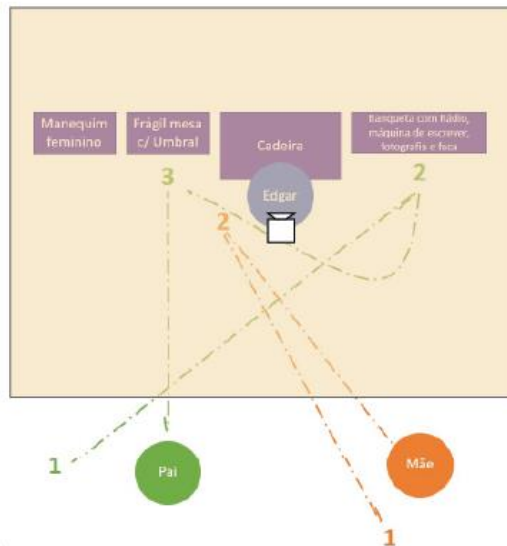 Manequim
feminino
Frágil mesa
c/ Umbral
Cadeira
Banqueta com Rádio,
máquina de escrever,
fotografia e faca
3
Edgar
2
2
1
Pai
Mãe
1